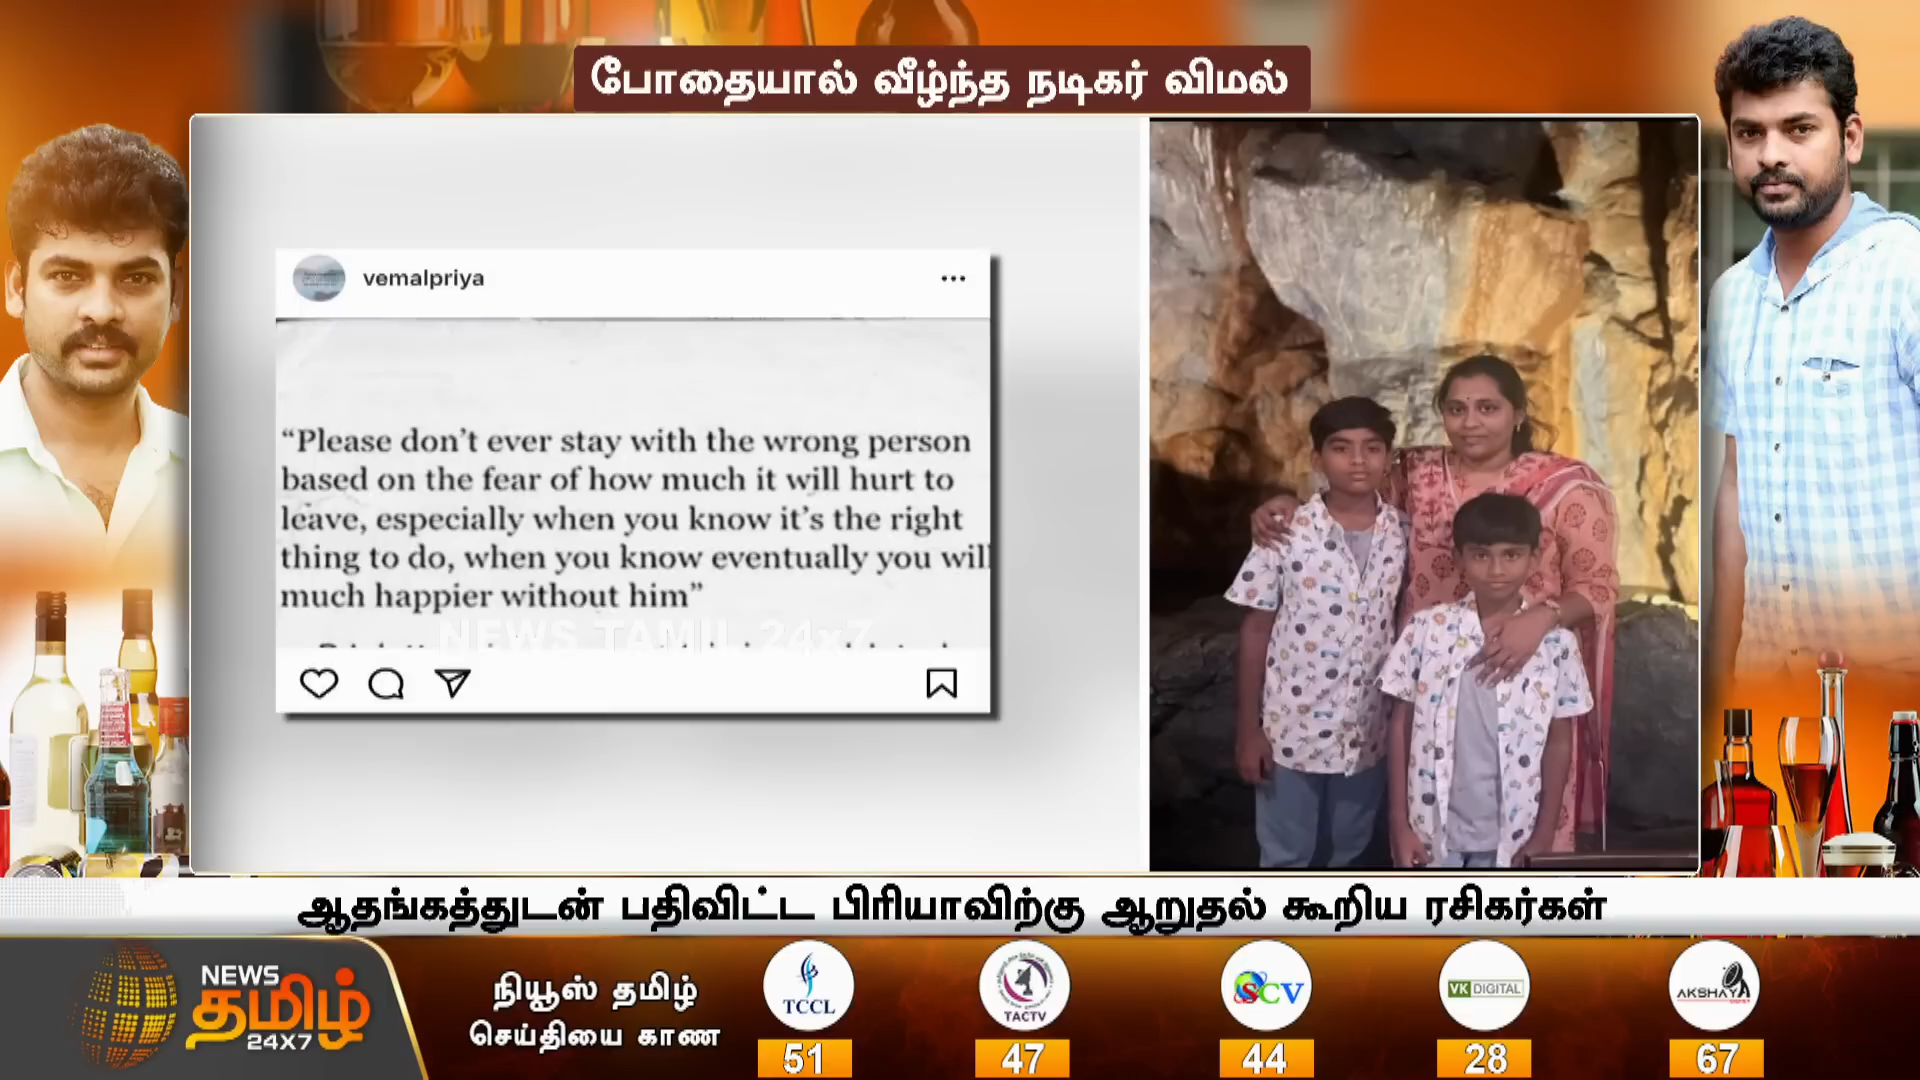 போதையால் வீழ்ந்த நடிகர் விமல்
vemalpriya
“Please don’t ever stay with the wrong person
based on the fear of how much it will hurt to
leave, especially when you know it’s the right
thing to do, when you know eventually you will
much happier without him”
NEWS TAMIL 24x7
ஆதங்கத்துடன் பதிவிட்ட பிரியாவிற்கு ஆறுதல் கூறிய ரசிகர்கள்
NEWS
தமிழ்
24X7
நியூஸ் தமிழ்
செய்தியை காண
TCCL
51
TACTV
47
SCV
44
VK DIGITAL
28
AKSHAYA
67